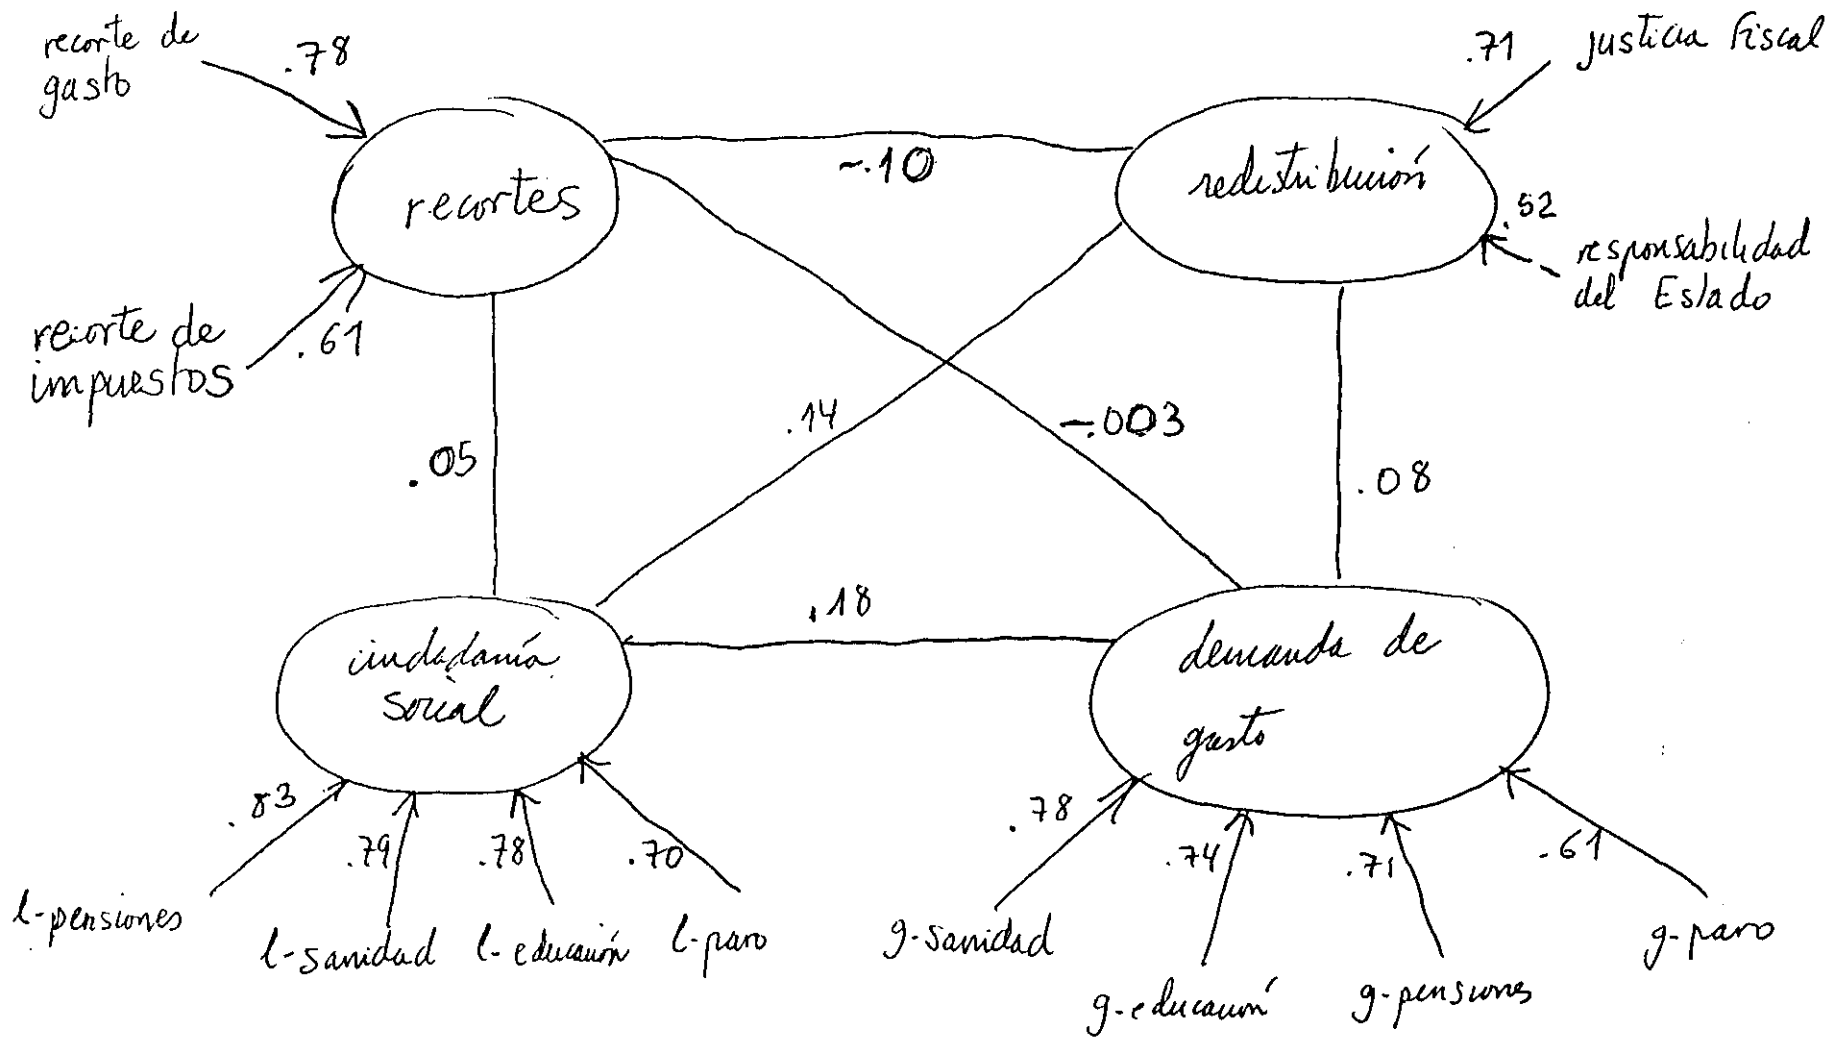 recorte de
gasto
.78
.71
justicia fiscal
recortes
-.10
redistribución
.52
responsabilidad
del Estado
recorte de
impuestos
.61
.05
.14
-.003
.08
.18
ciudadanía
social
demanda de
gasto
.83
.79
.78
.70
.78
.74
.71
.61
l-pensiones
l-sanidad
l-educación
l-paro
g-sanidad
g-educación
g-pensiones
g-paro